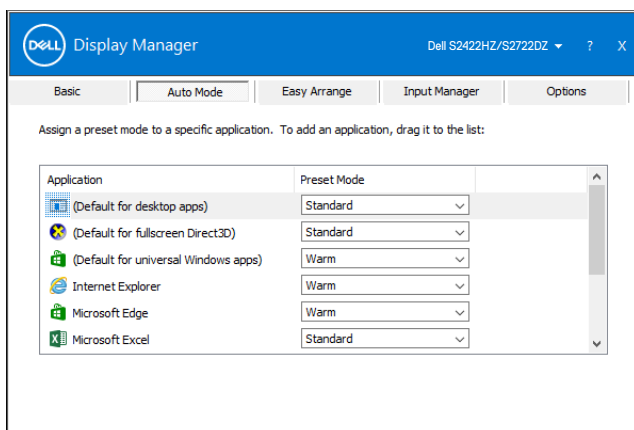 DELL Display Manager Dell S2422HZ/S2722DZ ? X
Basic Auto Mode Easy Arrange Input Manager Options
Assign a preset mode to a specific application. To add an application, drag it to the list:
Application Preset Mode
(Default for desktop apps) Standard
(Default for fullscreen Direct3D) Standard
(Default for universal Windows apps) Warm
Internet Explorer Warm
Microsoft Edge Warm
Microsoft Excel Standard